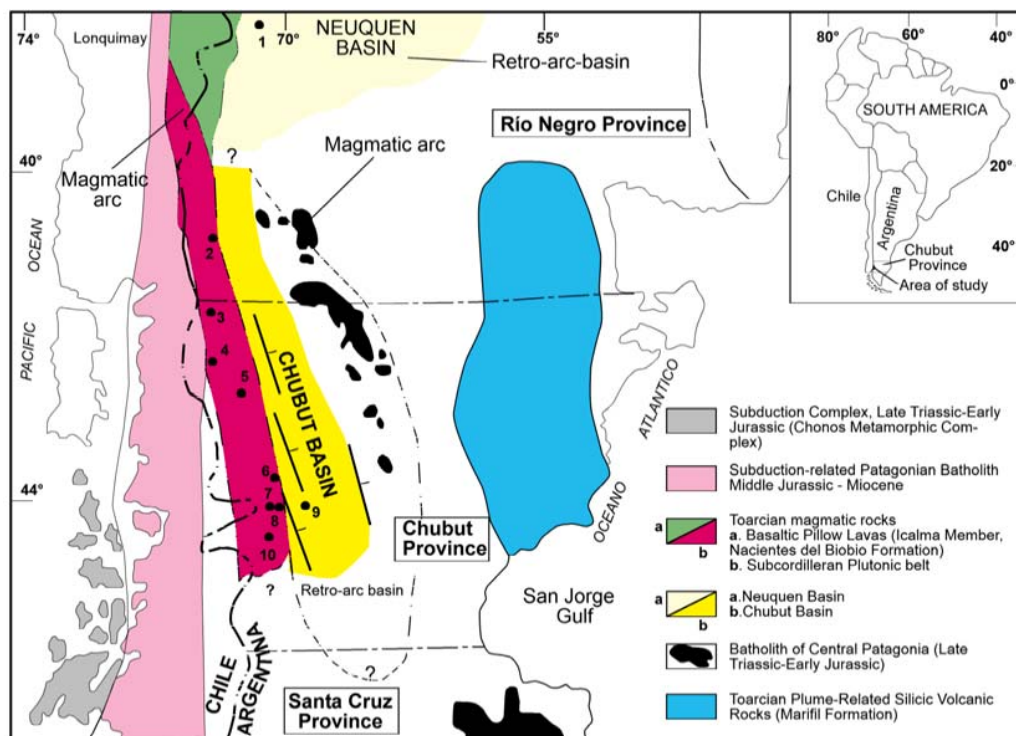 74°
Lonquimay
1
70°
NEUQUEN
BASIN
Retro-arc-basin
55°
Río Negro Province
Magmatic arc
Magmatic
arc
40°
?
OCEAN
PACIFIC
2
3
4
5
6
7
8
9
10
CHUBUT BASIN
44°
Chubut
Province
Retro-arc basin
?
?
CHILE
ARGENTINA
Santa Cruz
Province
San Jorge
Gulf
OCEANO
ATLANTICO
80°
60°
40°
0°
SOUTH AMERICA
20°
Chile
Argentina
40°
Chubut
Province
Area of study
Subduction Complex, Late Triassic-Early
Jurassic (Chonos Metamorphic Com-
plex)
Subduction-related Patagonian Batholith
Middle Jurassic - Miocene
a
b
Toarcian magmatic rocks
a. Basaltic Pillow Lavas (Icalma Member,
Nacientes del Biobio Formation)
b. Subcordilleran Plutonic belt
a
b
a.Neuquen Basin
b.Chubut Basin
Batholith of Central Patagonia (Late
Triassic-Early Jurassic)
Toarcian Plume-Related Silicic Volcanic
Rocks (Marifil Formation)